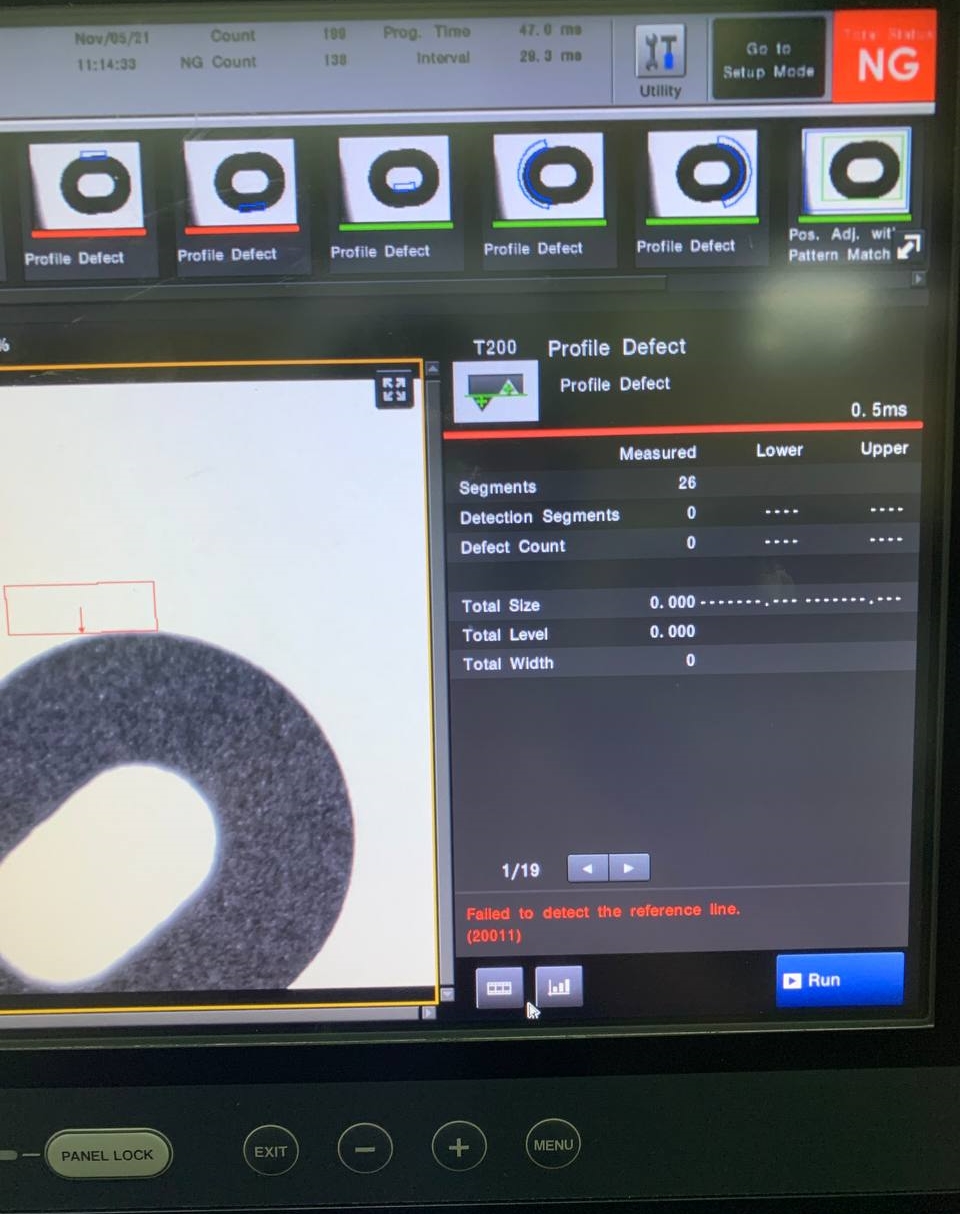 Nov/05/21 Count 199 Prog. Time 47.0 ms
11:14:33 NG Count 138 Interval 29.3 ms
Utility
Go to
Setup Mode
Total Status
NG
Profile Defect
Profile Defect
Profile Defect
Profile Defect
Profile Defect
Pos. Adj. wit
Pattern Match
%
T200 Profile Defect
Profile Defect
0.5ms
Measured Lower Upper
Segments 26
Detection Segments 0 ---- ----
Defect Count 0 ---- ----
Total Size 0.000 -------.--- -------.---
Total Level 0.000
Total Width 0
1/19
Failed to detect the reference line.
(20011)
Run
PANEL LOCK
EXIT
−
+
MENU